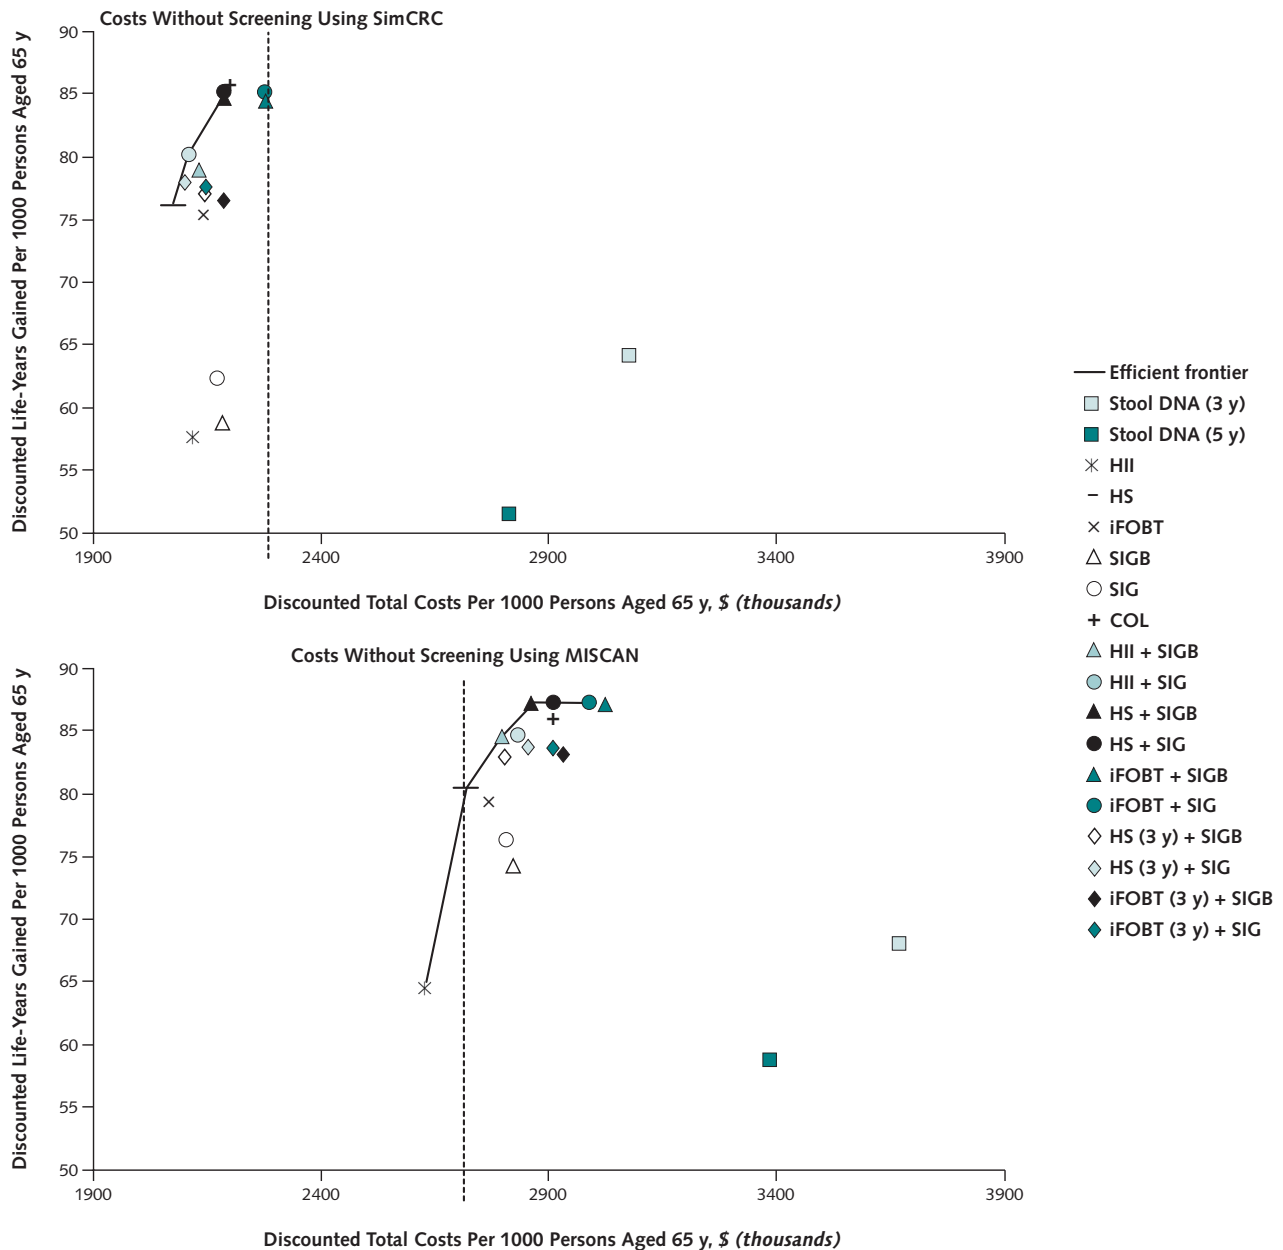 Costs Without Screening Using SimCRC
Discounted Life-Years Gained Per 1000 Persons Aged 65 y
90
85
80
75
70
65
60
55
50
1900
2400
2900
3400
3900
Discounted Total Costs Per 1000 Persons Aged 65 y, $ (thousands)
Costs Without Screening Using MISCAN
Discounted Life-Years Gained Per 1000 Persons Aged 65 y
90
85
80
75
70
65
60
55
50
1900
2400
2900
3400
3900
Discounted Total Costs Per 1000 Persons Aged 65 y, $ (thousands)
Efficient frontier
Stool DNA (3 y)
Stool DNA (5 y)
HII
HS
iFOBT
SIGB
SIG
COL
HII + SIGB
HII + SIG
HS + SIGB
HS + SIG
iFOBT + SIGB
iFOBT + SIG
HS (3 y) + SIGB
HS (3 y) + SIG
iFOBT (3 y) + SIGB
iFOBT (3 y) + SIG